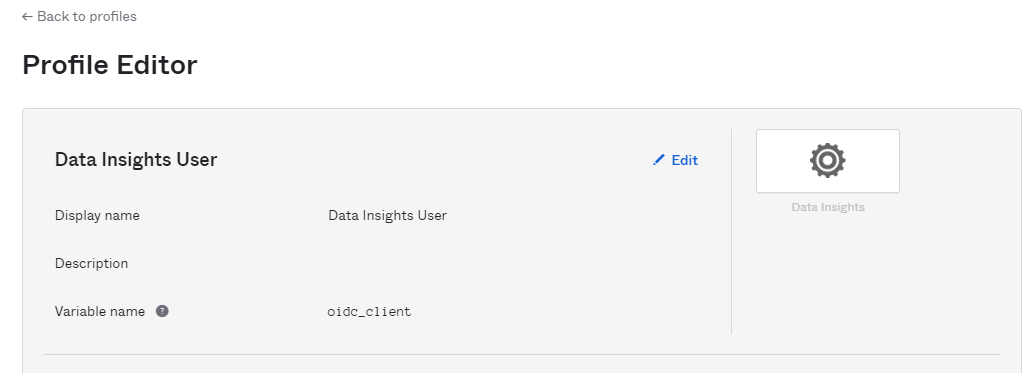 ← Back to profiles
Profile Editor
Data Insights User
Edit
Data Insights
Display name Data Insights User
Description
Variable name ? oidc_client